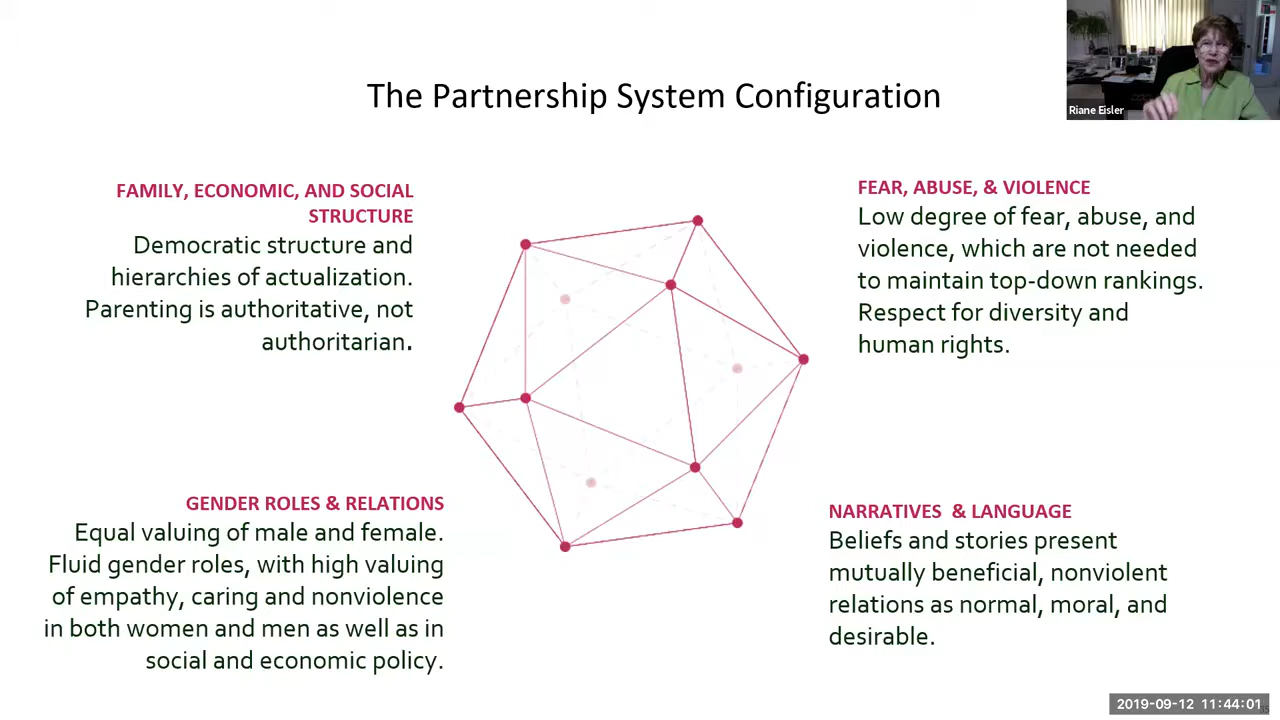 The Partnership System Configuration
Riane Eisler
FAMILY, ECONOMIC, AND SOCIAL
STRUCTURE
Democratic structure and
hierarchies of actualization.
Parenting is authoritative, not
authoritarian.
FEAR, ABUSE, & VIOLENCE
Low degree of fear, abuse, and
violence, which are not needed
to maintain top-down rankings.
Respect for diversity and
human rights.
GENDER ROLES & RELATIONS
Equal valuing of male and female.
Fluid gender roles, with high valuing
of empathy, caring and nonviolence
in both women and men as well as in
social and economic policy.
NARRATIVES & LANGUAGE
Beliefs and stories present
mutually beneficial, nonviolent
relations as normal, moral, and
desirable.
2019-09-12 11:44:01